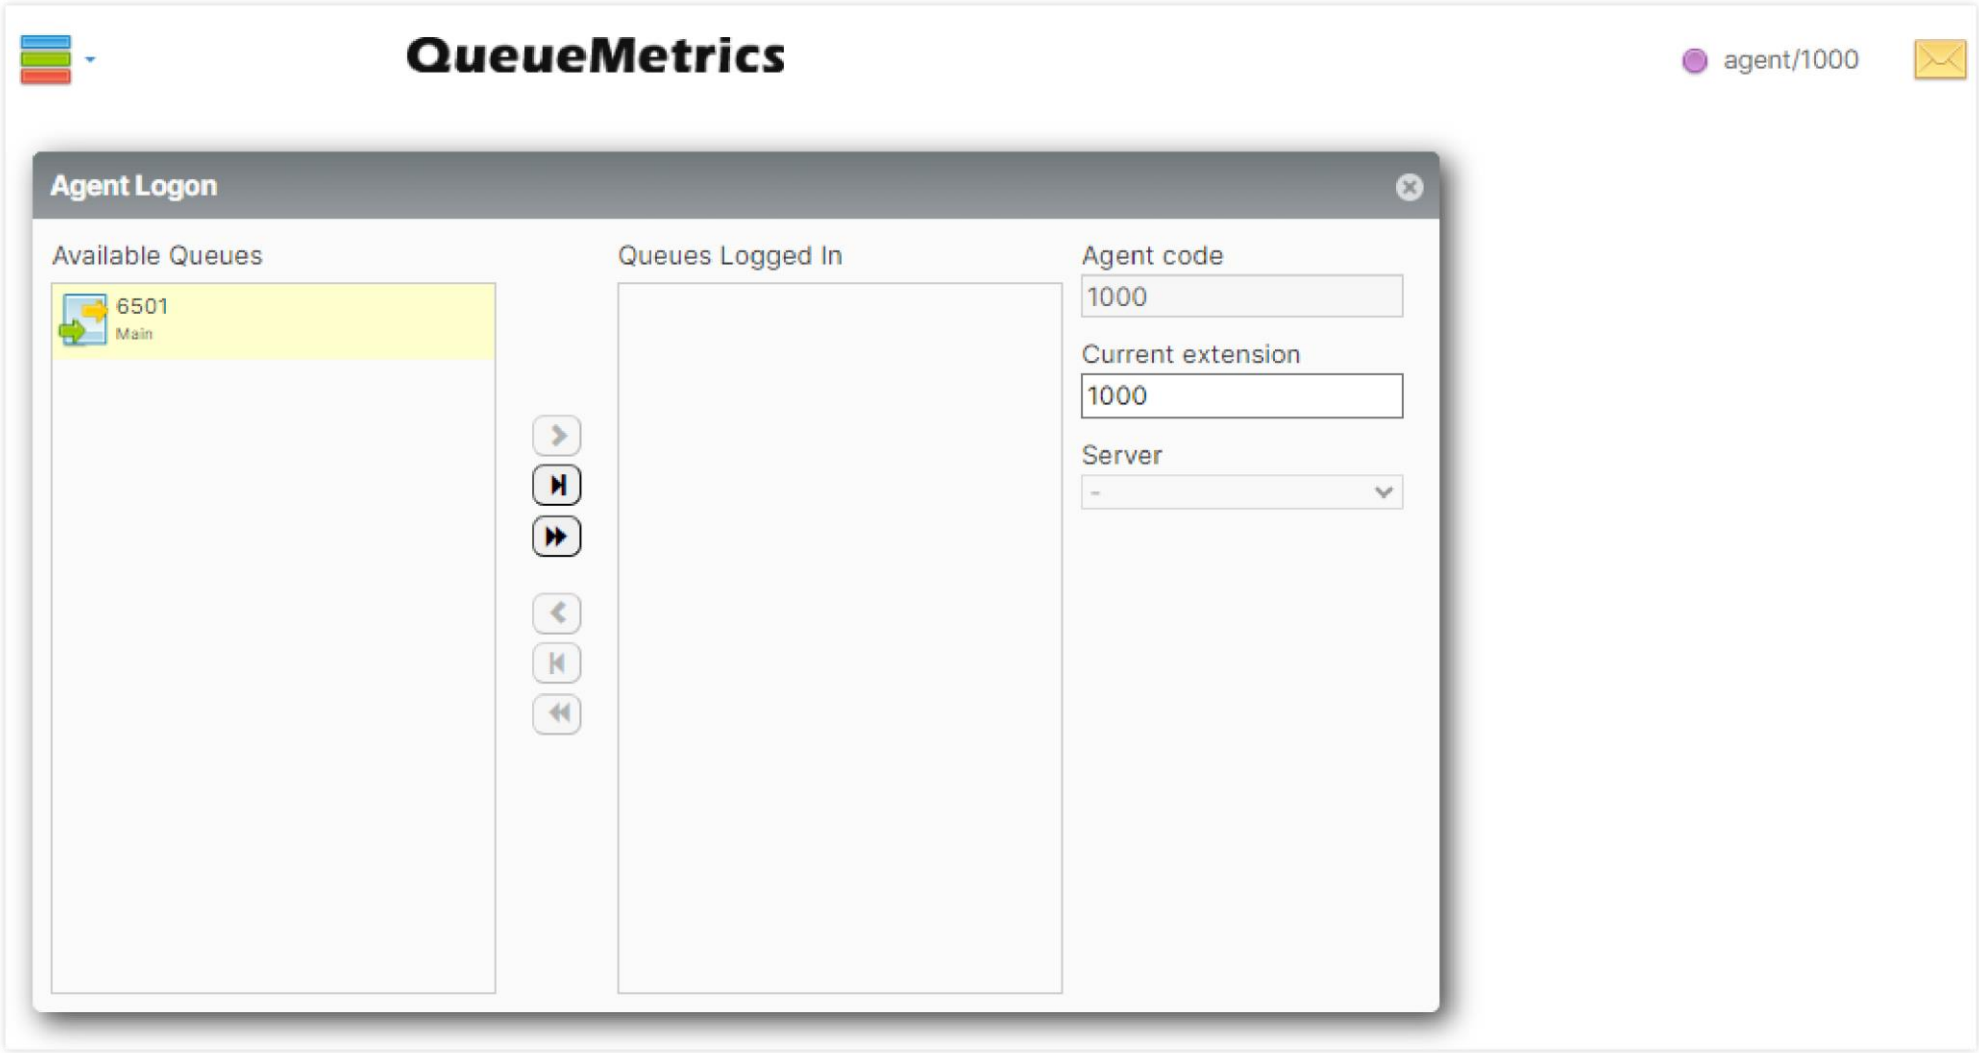 QueueMetrics
agent/1000
Agent Logon
Available Queues
6501
Main
Queues Logged In
Agent code
1000
Current extension
1000
Server
-